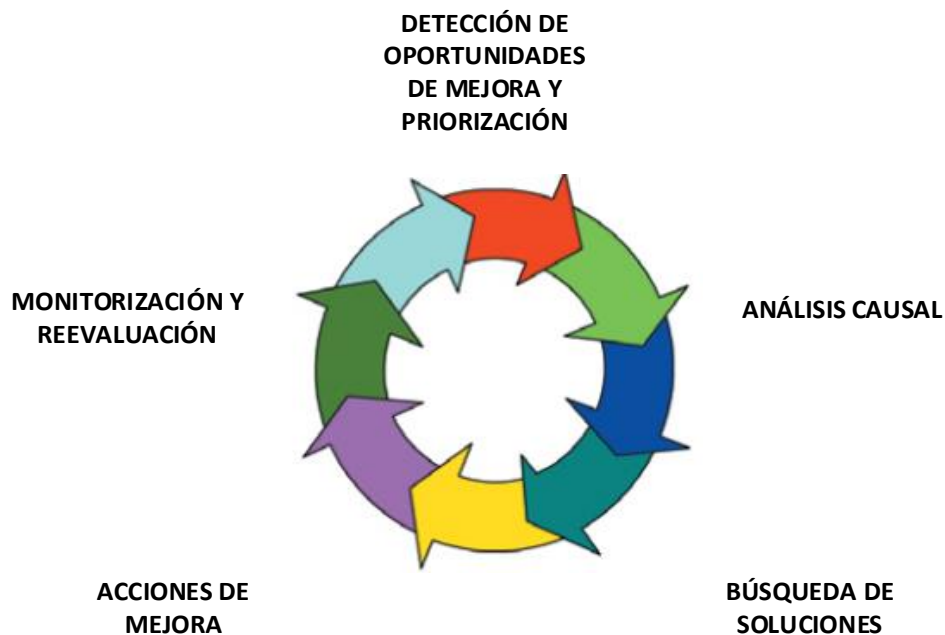 DETECCIÓN DE
OPORTUNIDADES
DE MEJORA Y
PRIORIZACIÓN
ANÁLISIS CAUSAL
BÚSQUEDA DE
SOLUCIONES
ACCIONES DE
MEJORA
MONITORIZACIÓN Y
REEVALUACIÓN